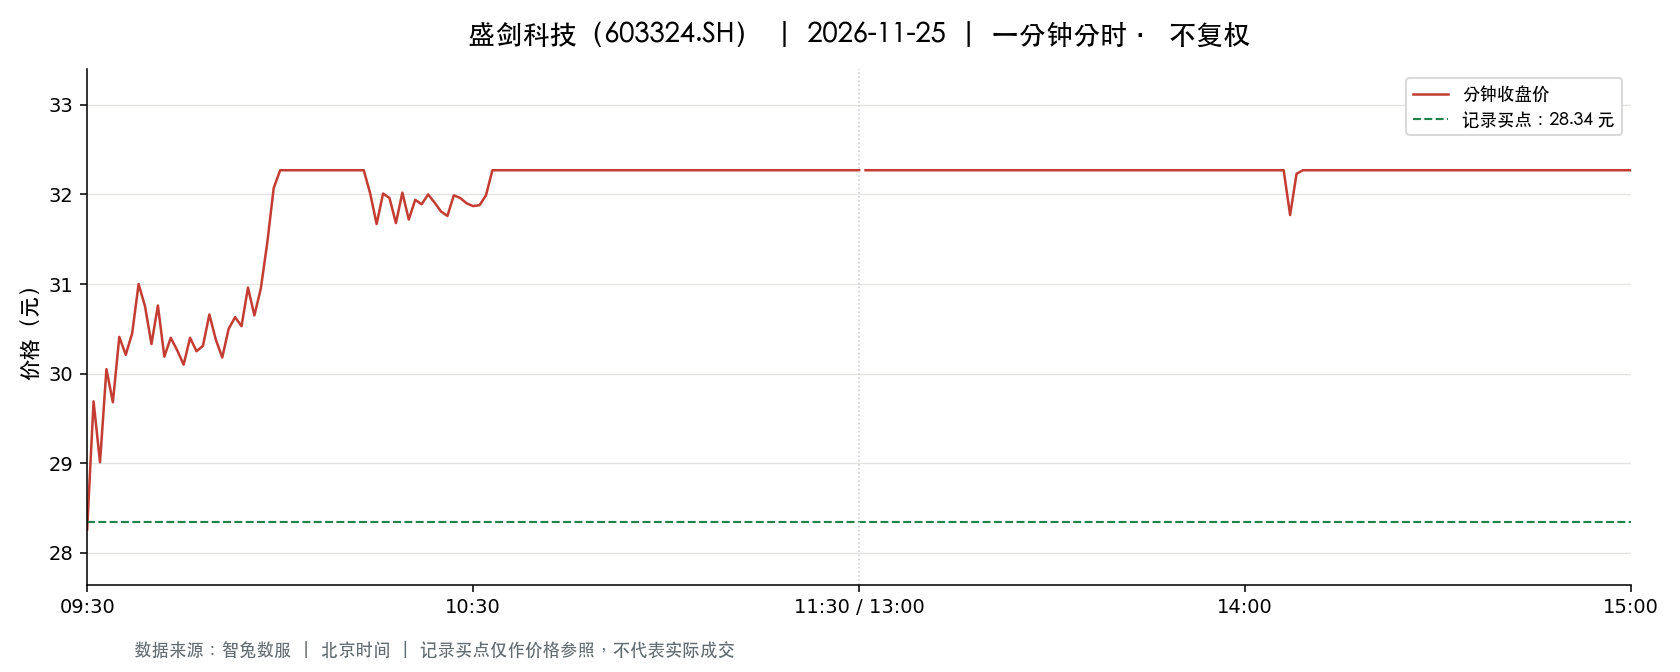 盛剑科技（603324.SH） | 2026-11-25 | 一分钟分时 · 不复权
分钟收盘价
记录买点：28.34 元
价格（元）
33
32
31
30
29
28
09:30
10:30
11:30 / 13:00
14:00
15:00
数据来源：智兔数服 | 北京时间 | 记录买点仅作价格参照，不代表实际成交